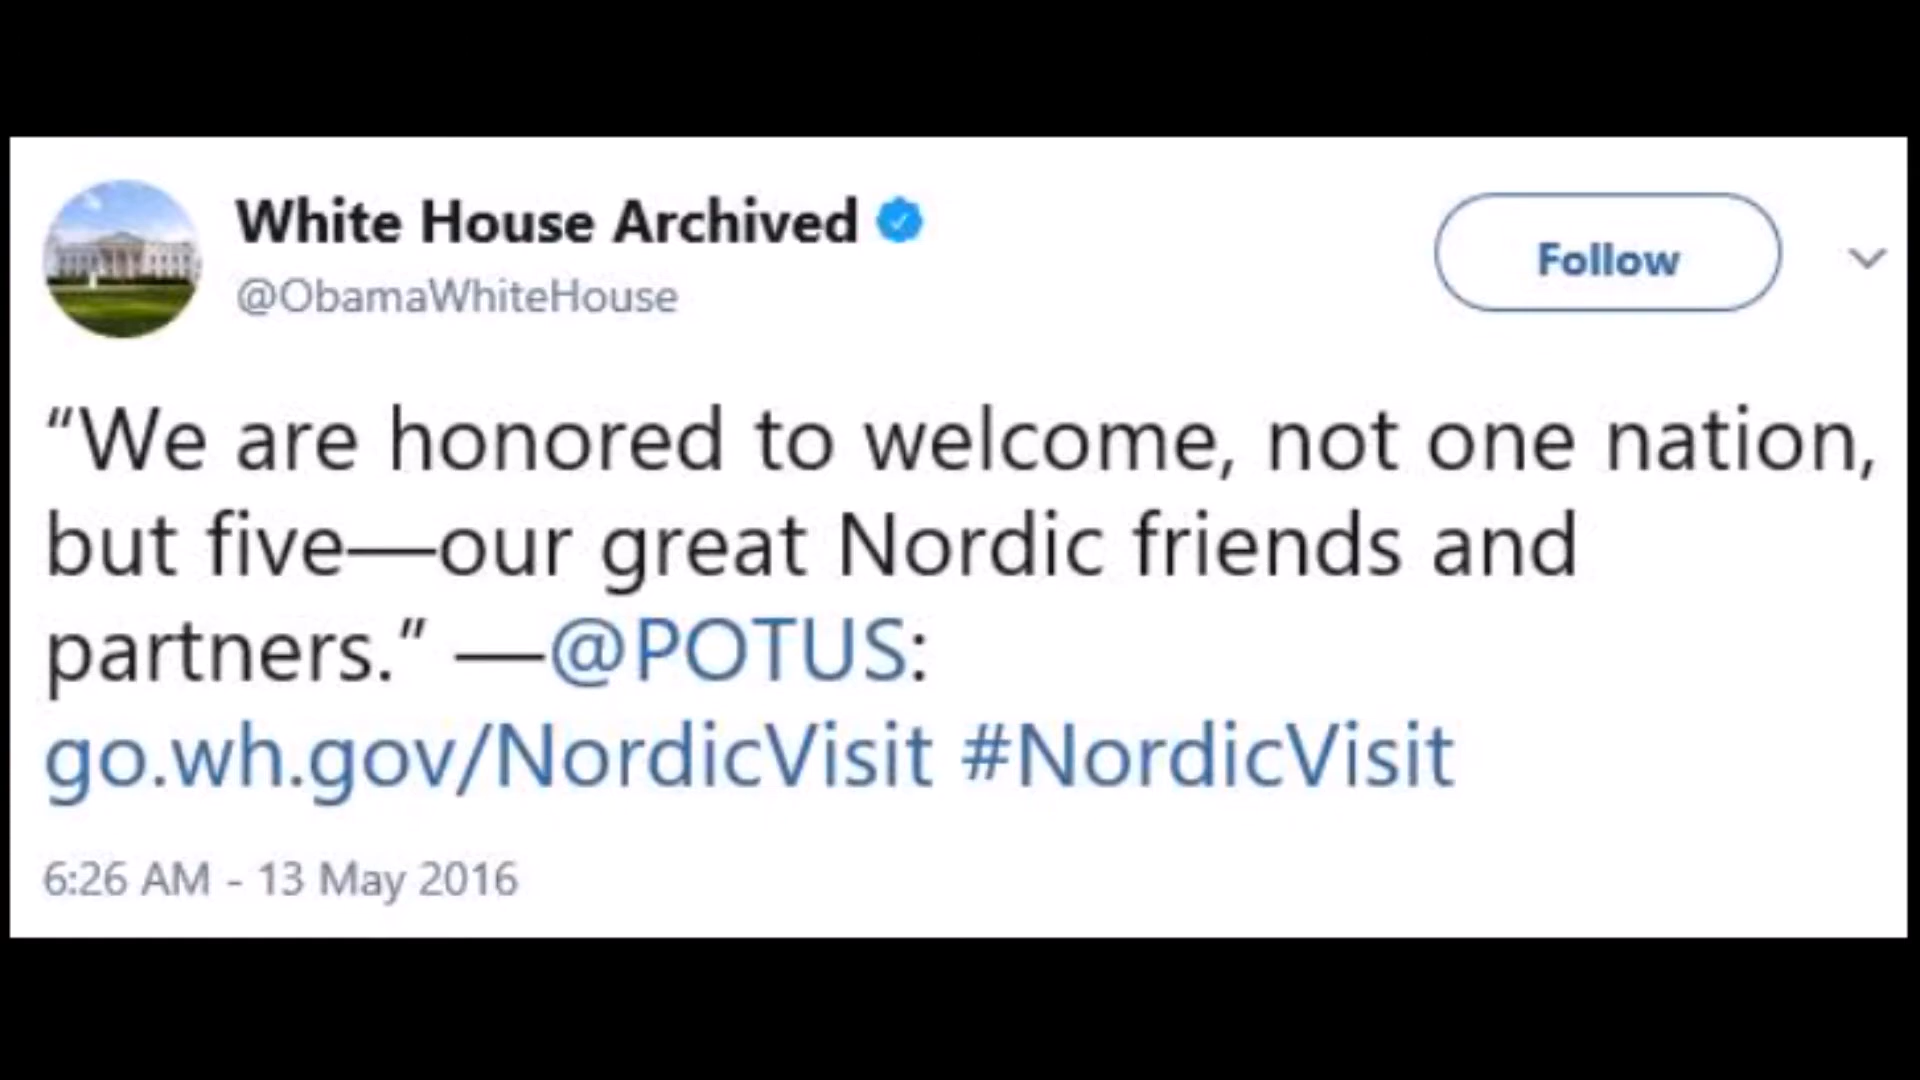 White House Archived
@ObamaWhiteHouse
Follow
“We are honored to welcome, not one nation,
but five—our great Nordic friends and
partners.” —@POTUS:
go.wh.gov/NordicVisit #NordicVisit
6:26 AM - 13 May 2016